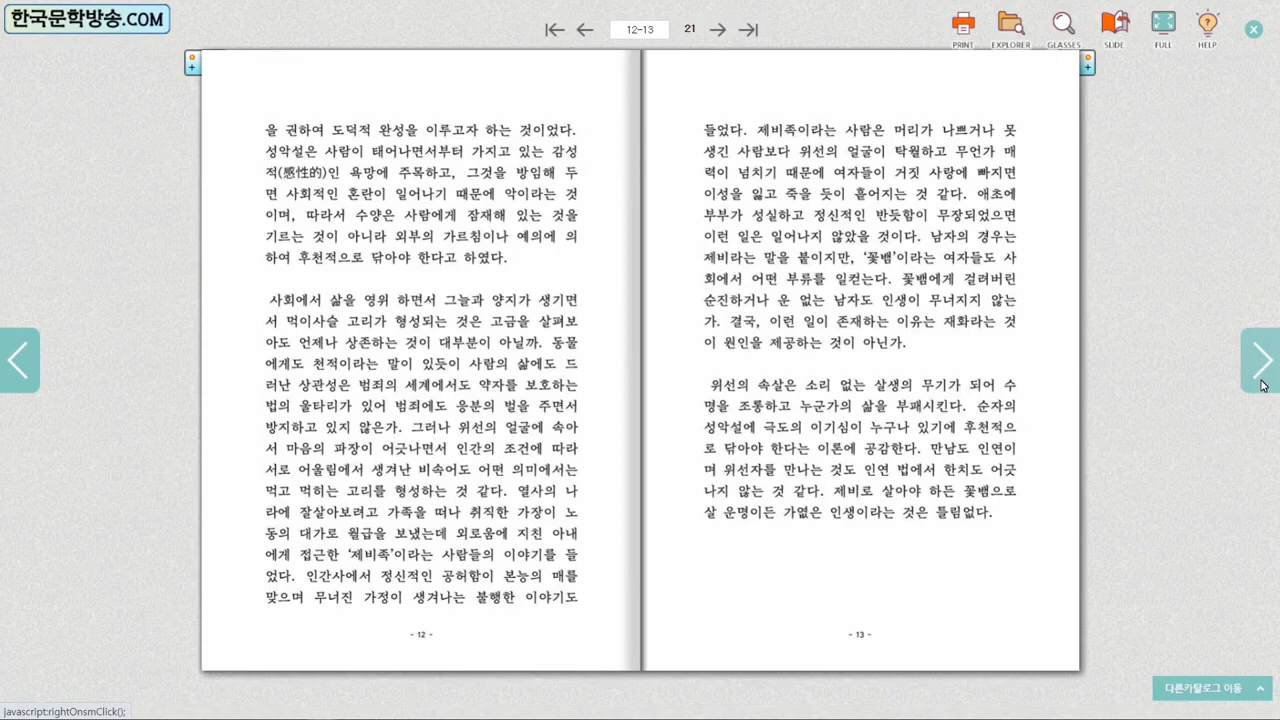 한국문학방송.COM
12-13
21
PRINT
EXPLORER
GLASSES
SLIDE
FULL
HELP
을 권하여 도덕적 완성을 이루고자 하는 것이었다.
성악설은 사람이 태어나면서부터 가지고 있는 감성
적(感性的)인 욕망에 주목하고, 그것을 방임해 두
면 사회적인 혼란이 일어나기 때문에 악이라는 것
이며, 따라서 수양은 사람에게 잠재해 있는 것을
기르는 것이 아니라 외부의 가르침이나 예의에 의
하여 후천적으로 닦아야 한다고 하였다.
사회에서 삶을 영위 하면서 그늘과 양지가 생기면
서 먹이사슬 고리가 형성되는 것은 고금을 살펴보
아도 언제나 상존하는 것이 대부분이 아닐까. 동물
에게도 천적이라는 말이 있듯이 사람의 삶에도 드
러난 상관성은 범죄의 세계에서도 약자를 보호하는
법의 울타리가 있어 범죄에도 응분의 벌을 주면서
방지하고 있지 않은가. 그러나 위선의 얼굴에 속아
서 마음의 파장이 어긋나면서 인간의 조건에 따라
서로 어울림에서 생겨난 비속어도 어떤 의미에서는
먹고 먹히는 고리를 형성하는 것 같다. 열사의 나
라에 잘살아보려고 가족을 떠나 취직한 가장이 노
동의 대가로 월급을 보냈는데 외로움에 지친 아내
에게 접근한 ‘제비족’이라는 사람들의 이야기를 들
었다. 인간사에서 정신적인 공허함이 본능의 매를
맞으며 무너진 가정이 생겨나는 불행한 이야기도
- 12 -
들었다. 제비족이라는 사람은 머리가 나쁘거나 못
생긴 사람보다 위선의 얼굴이 탁월하고 무언가 매
력이 넘치기 때문에 여자들이 거짓 사랑에 빠지면
이성을 잃고 죽을 듯이 흩어지는 것 같다. 애초에
부부가 성실하고 정신적인 반듯함이 무장되었으면
이런 일은 일어나지 않았을 것이다. 남자의 경우는
제비라는 말을 붙이지만, ‘꽃뱀’이라는 여자들도 사
회에서 어떤 부류를 일컫는다. 꽃뱀에게 걸려버린
순진하거나 운 없는 남자도 인생이 무너지지 않는
가. 결국, 이런 일이 존재하는 이유는 재화라는 것
이 원인을 제공하는 것이 아닌가.
위선의 속살은 소리 없는 살생의 무기가 되어 수
명을 조롱하고 누군가의 삶을 부패시킨다. 순자의
성악설에 극도의 이기심이 누구나 있기에 후천적으
로 닦아야 한다는 이론에 공감한다. 만남도 인연이
며 위선자를 만나는 것도 인연 법에서 한치도 어긋
나지 않는 것 같다. 제비로 살아야 하든 꽃뱀으로
살 운명이든 가엾은 인생이라는 것은 틀림없다.
- 13 -
다른카탈로그 이동
javascript:rightOnsmClick();